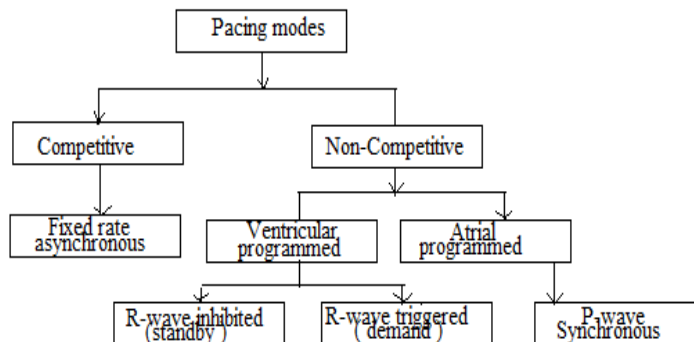 Pacing modes
Competitive
Non-Competitive
Fixed rate
asynchronous
Ventricular
programmed
Atrial
programmed
R-wave inhibited
(standby )
R-wave triggered
( demand )
P-wave
Synchronous